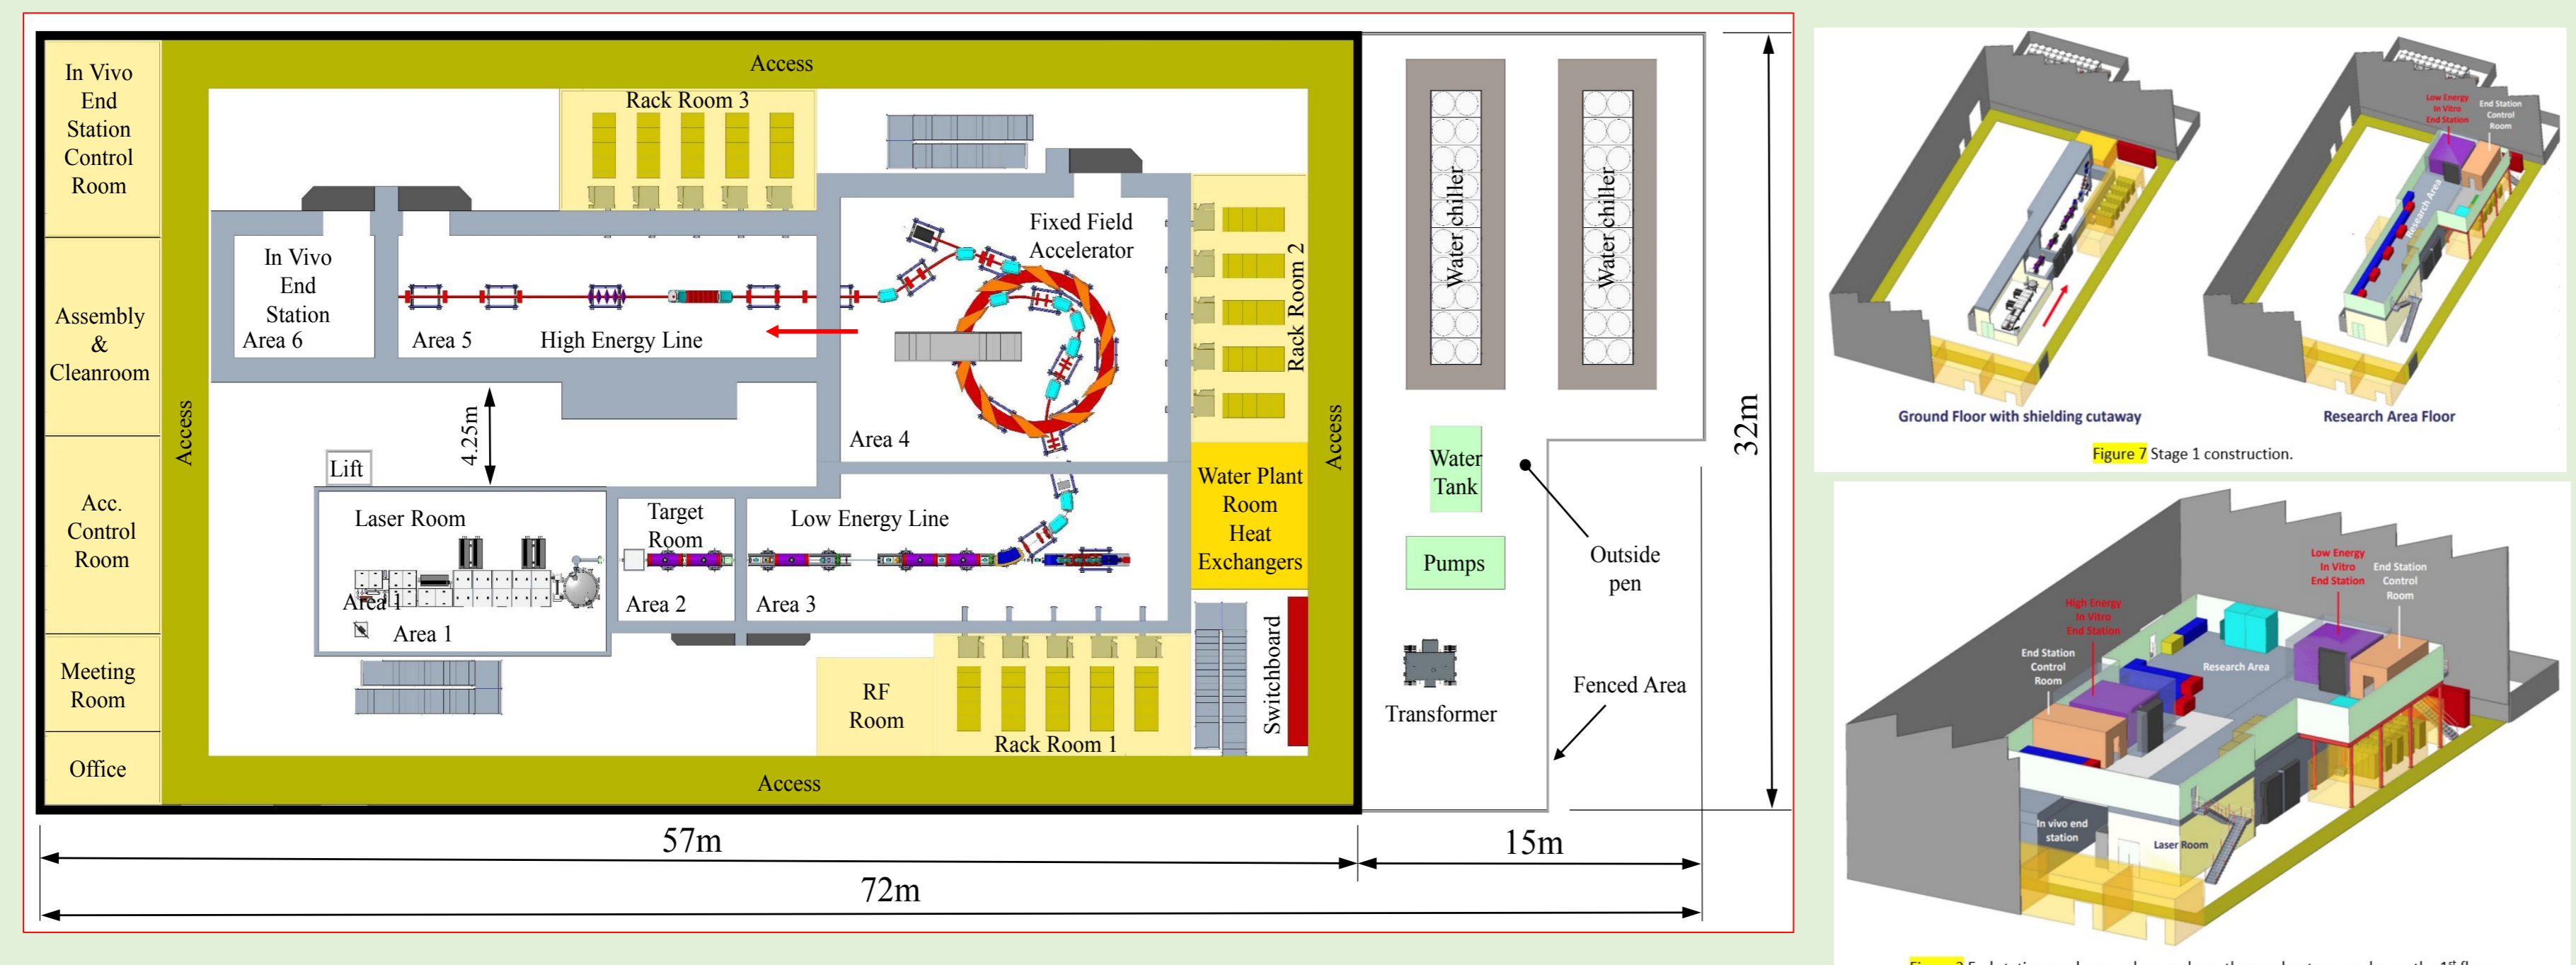 In Vivo
End
Station
Control
Room
Assembly
&
Cleanroom
Acc.
Control
Room
Meeting
Room
Office
Access
Access
Access
Access
Rack Room 3
In Vivo
End
Station
Area 6
Area 5
High Energy Line
Fixed Field
Accelerator
Area 4
Rack Room 2
4.25m
Lift
Laser Room
Area 1
Area 1
Target
Room
Area 2
Low Energy Line
Area 3
Water Plant
Room
Heat
Exchangers
RF
Room
Rack Room 1
Switchboard
Water chiller
Water chiller
Water
Tank
Pumps
Transformer
Outside
pen
Fenced Area
32m
57m
15m
72m
Low Energy
In Vitro
End Station
End Station
Control
Room
Research Area
Ground Floor with shielding cutaway
Research Area Floor
Figure 7 Stage 1 construction.
Low Energy
In Vitro
End Station
End Station
Control
Room
High Energy
In Vitro
End Station
End Station
Control
Room
Research Area
In vivo end
station
Laser Room